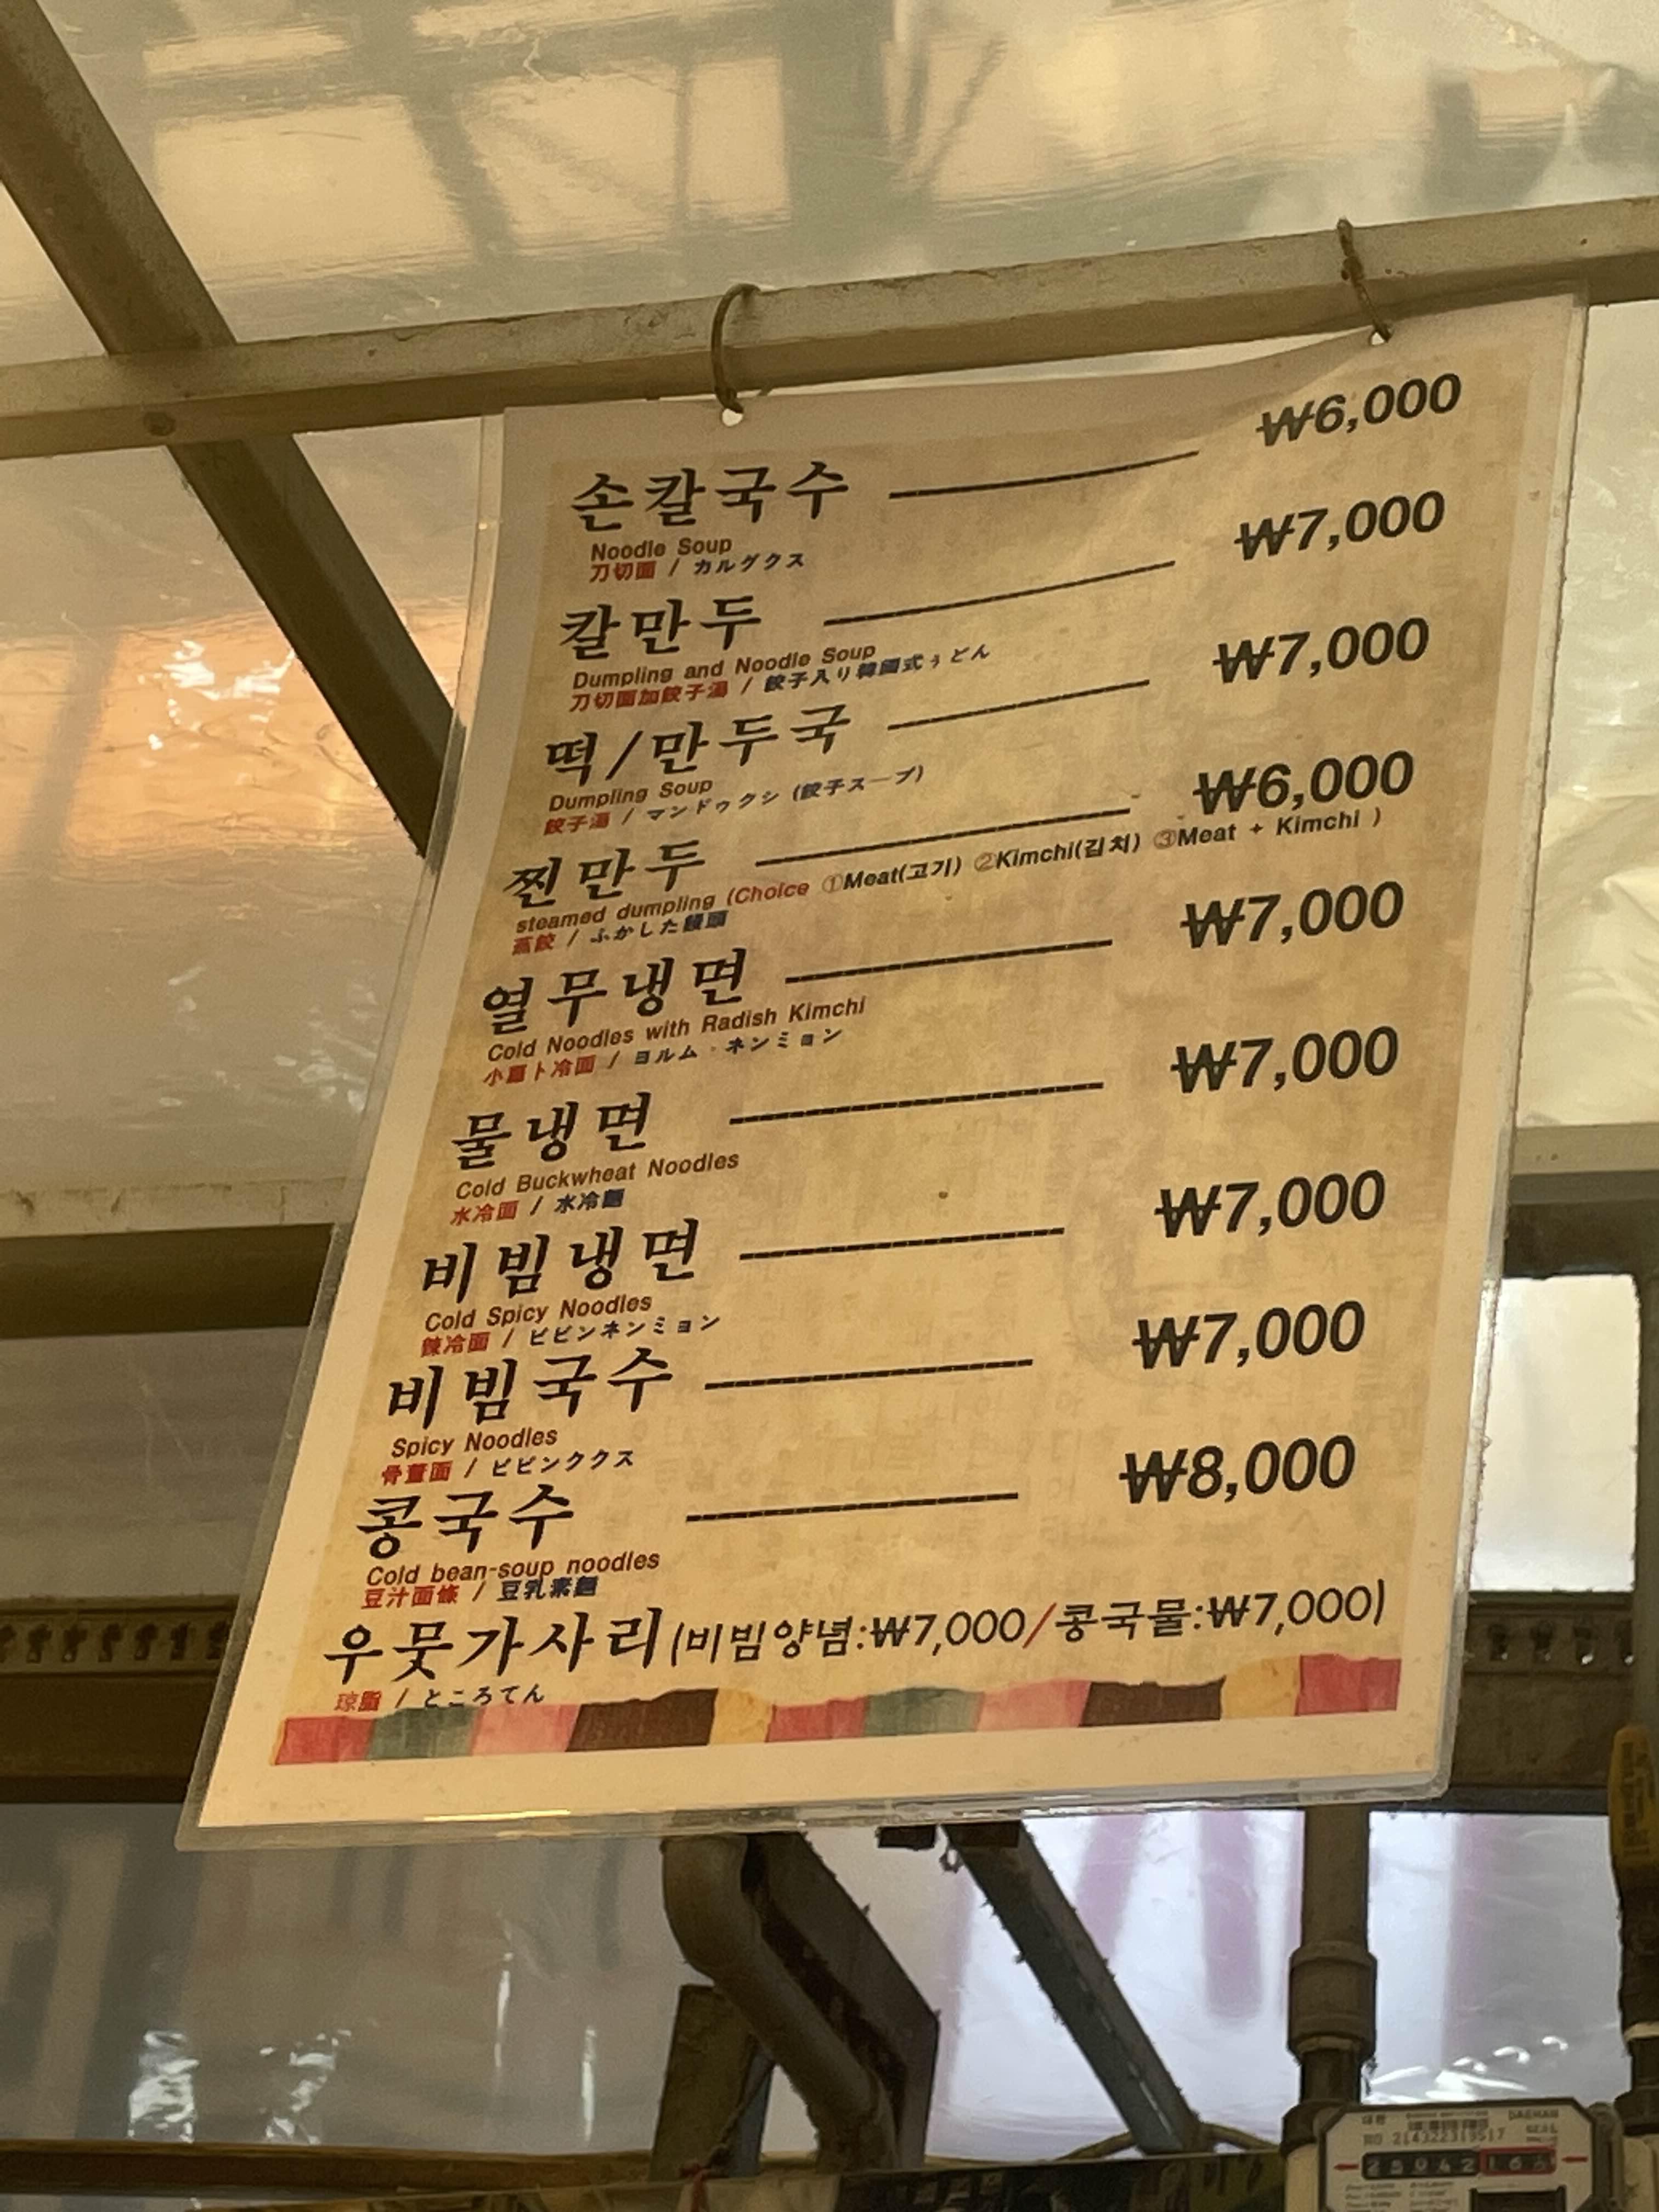 손칼국수 ₩6,000
Noodle Soup
刀切面 / カルグクス
칼만두 ₩7,000
Dumpling and Noodle Soup
刀切面加餃子湯 / 餃子入り韓國式うどん
떡/만두국 ₩7,000
Dumpling Soup
餃子湯 / マンドゥクシ (餃子スープ)
찐만두 ₩6,000
steamed dumpling (Choice ①Meat(고기) ②Kimchi(김치) ③Meat + Kimchi )
蒸餃 / ふかした饅頭
열무냉면 ₩7,000
Cold Noodles with Radish Kimchi
小蘿卜冷面 / ヨルム・ネンミョン
물냉면 ₩7,000
Cold Buckwheat Noodles
水冷面 / 水冷麵
비빔냉면 ₩7,000
Cold Spicy Noodles
辣冷面 / ビビンネンミョン
비빔국수 ₩7,000
Spicy Noodles
骨董面 / ビビンククス
콩국수 ₩8,000
Cold bean-soup noodles
豆汁面條 / 豆乳素麵
우뭇가사리(비빔양념:₩7,000/콩국물:₩7,000)
琼脂 / ところてん
대한 DAEHAN